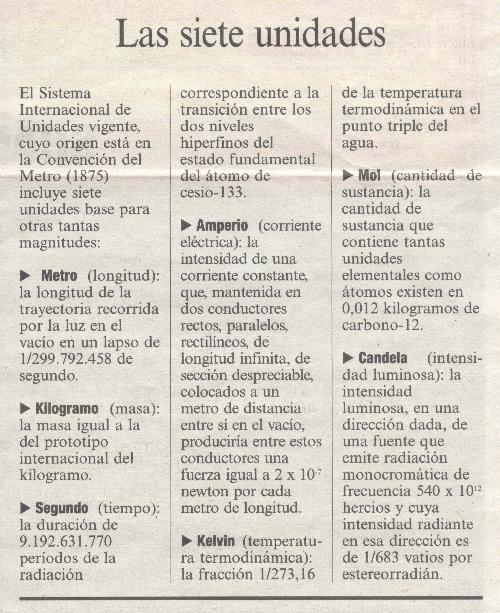 Las siete unidades
El Sistema
Internacional de
Unidades vigente,
cuyo origen está en
la Convención del
Metro (1875)
incluye siete
unidades base para
otras tantas
magnitudes:
▶ Metro (longitud):
la longitud de la
trayectoria recorrida
por la luz en el
vacío en un lapso de
1/299.792.458 de
segundo.
▶ Kilogramo (masa):
la masa igual a la
del prototipo
internacional del
kilogramo.
▶ Segundo (tiempo):
la duración de
9.192.631.770
períodos de la
radiación
correspondiente a la
transición entre los
dos niveles
hiperfinos del
estado fundamental
del átomo de
cesio-133.
▶ Amperio (corriente
eléctrica): la
intensidad de una
corriente constante,
que, mantenida en
dos conductores
rectos, paralelos,
rectilíneos, de
longitud infinita, de
sección despreciable,
colocados a un
metro de distancia
entre sí en el vacío,
produciría entre estos
conductores una
fuerza igual a 2 x 10⁻⁷
newton por cada
metro de longitud.
▶ Kelvin (temperatu-
ra termodinámica):
la fracción 1/273,16
de la temperatura
termodinámica en el
punto triple del
agua.
▶ Mol (cantidad de
sustancia): la
cantidad de
sustancia que
contiene tantas
unidades
elementales como
átomos existen en
0,012 kilogramos de
carbono-12.
▶ Candela (intensi-
dad luminosa): la
intensidad
luminosa, en una
dirección dada, de
una fuente que
emite radiación
monocromática de
frecuencia 540 x 10¹²
hercios y cuya
intensidad radiante
en esa dirección es
de 1/683 vatios por
estereorradián.